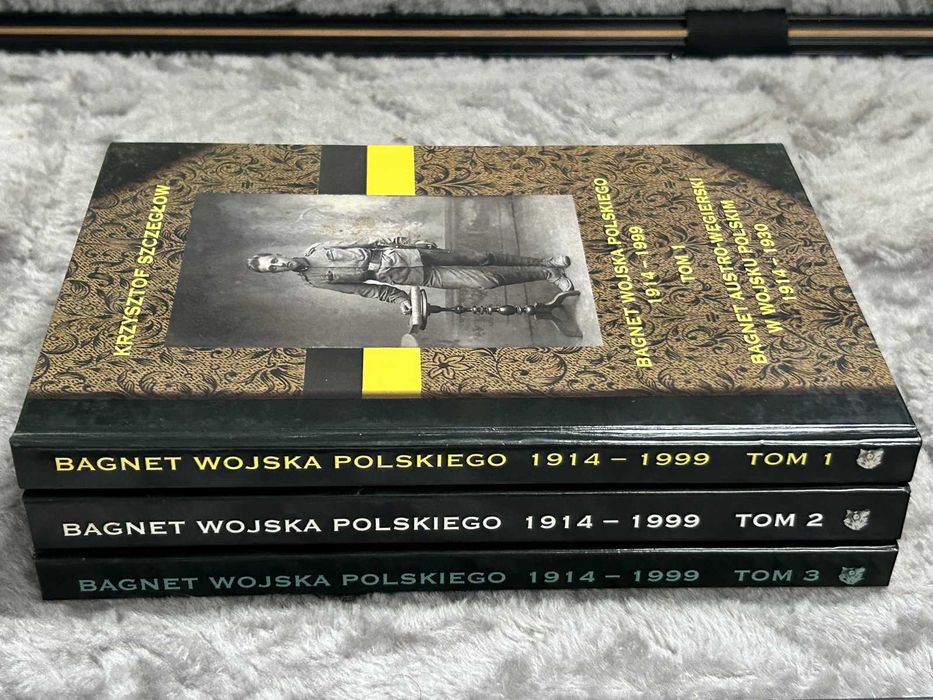 KRZYSZTOF SZCZEGŁOW
BAGNET WOJSKA POLSKIEGO
1914 – 1999
TOM 1
BAGNET AUSTRO-WĘGIERSKI
W WOJSKU POLSKIM
1914 – 1930
BAGNET WOJSKA POLSKIEGO 1914 – 1999 TOM 1
BAGNET WOJSKA POLSKIEGO 1914 – 1999 TOM 2
BAGNET WOJSKA POLSKIEGO 1914 – 1999 TOM 3